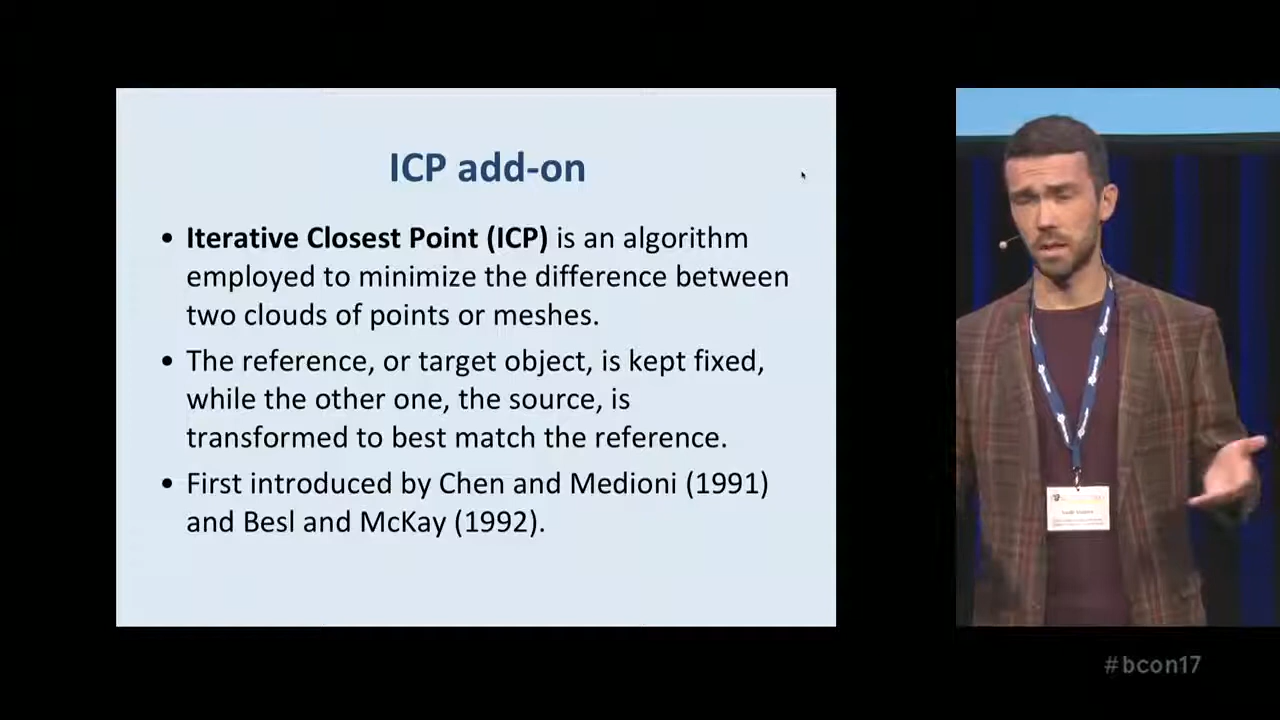 ICP add-on
• Iterative Closest Point (ICP) is an algorithm
employed to minimize the difference between
two clouds of points or meshes.
• The reference, or target object, is kept fixed,
while the other one, the source, is
transformed to best match the reference.
• First introduced by Chen and Medioni (1991)
and Besl and McKay (1992).
#bcon17